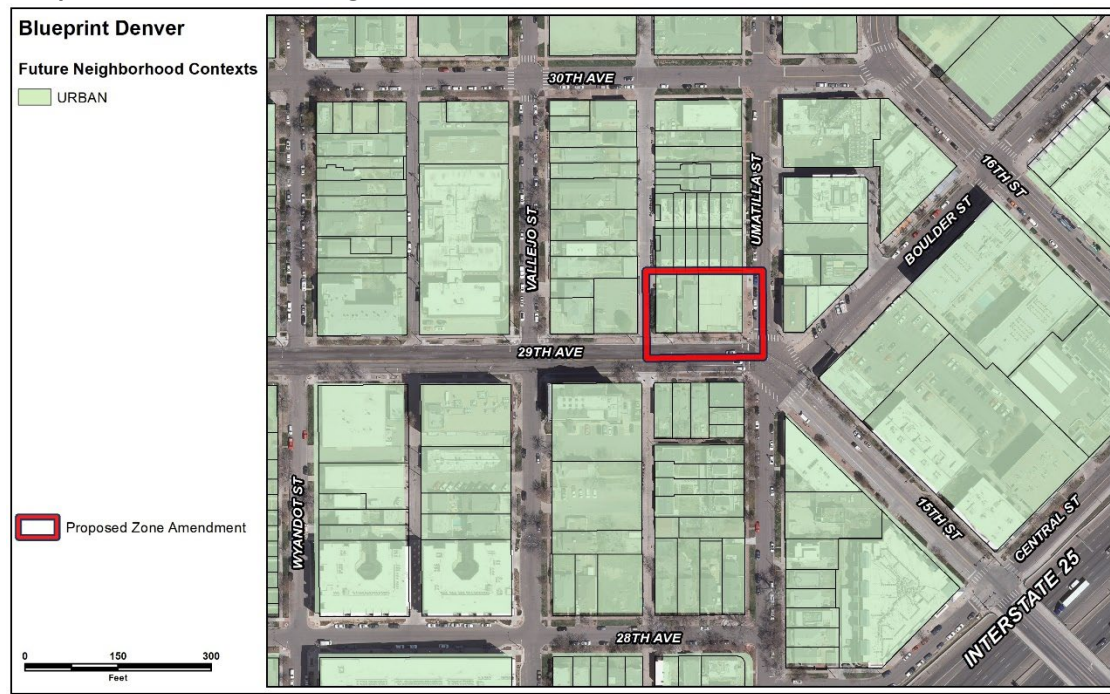 Blueprint Denver
Future Neighborhood Contexts
URBAN
Proposed Zone Amendment
0 150 300
Feet
30TH AVE
16TH ST
UMATILLA ST
BOULDER ST
VALLEJO ST
29TH AVE
WYANDOT ST
15TH ST
CENTRAL ST
INTERSTATE 25
28TH AVE